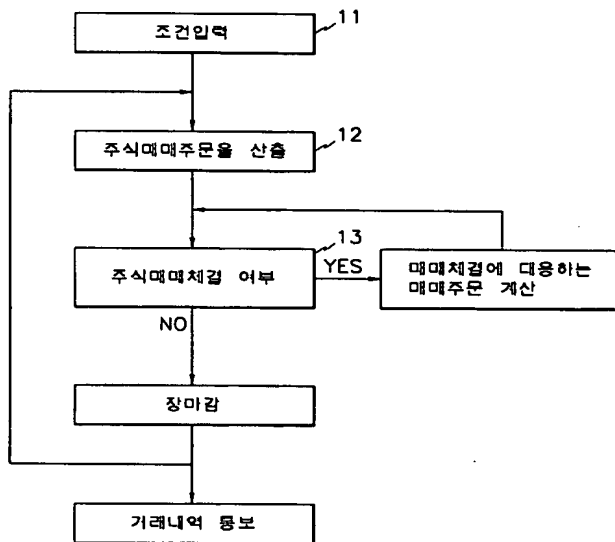 조건입력
11
주식매매주문을 산출
12
주식매매체결 여부
13
YES
매매체결에 대응하는
매매주문 계산
NO
장마감
거래내역 통보